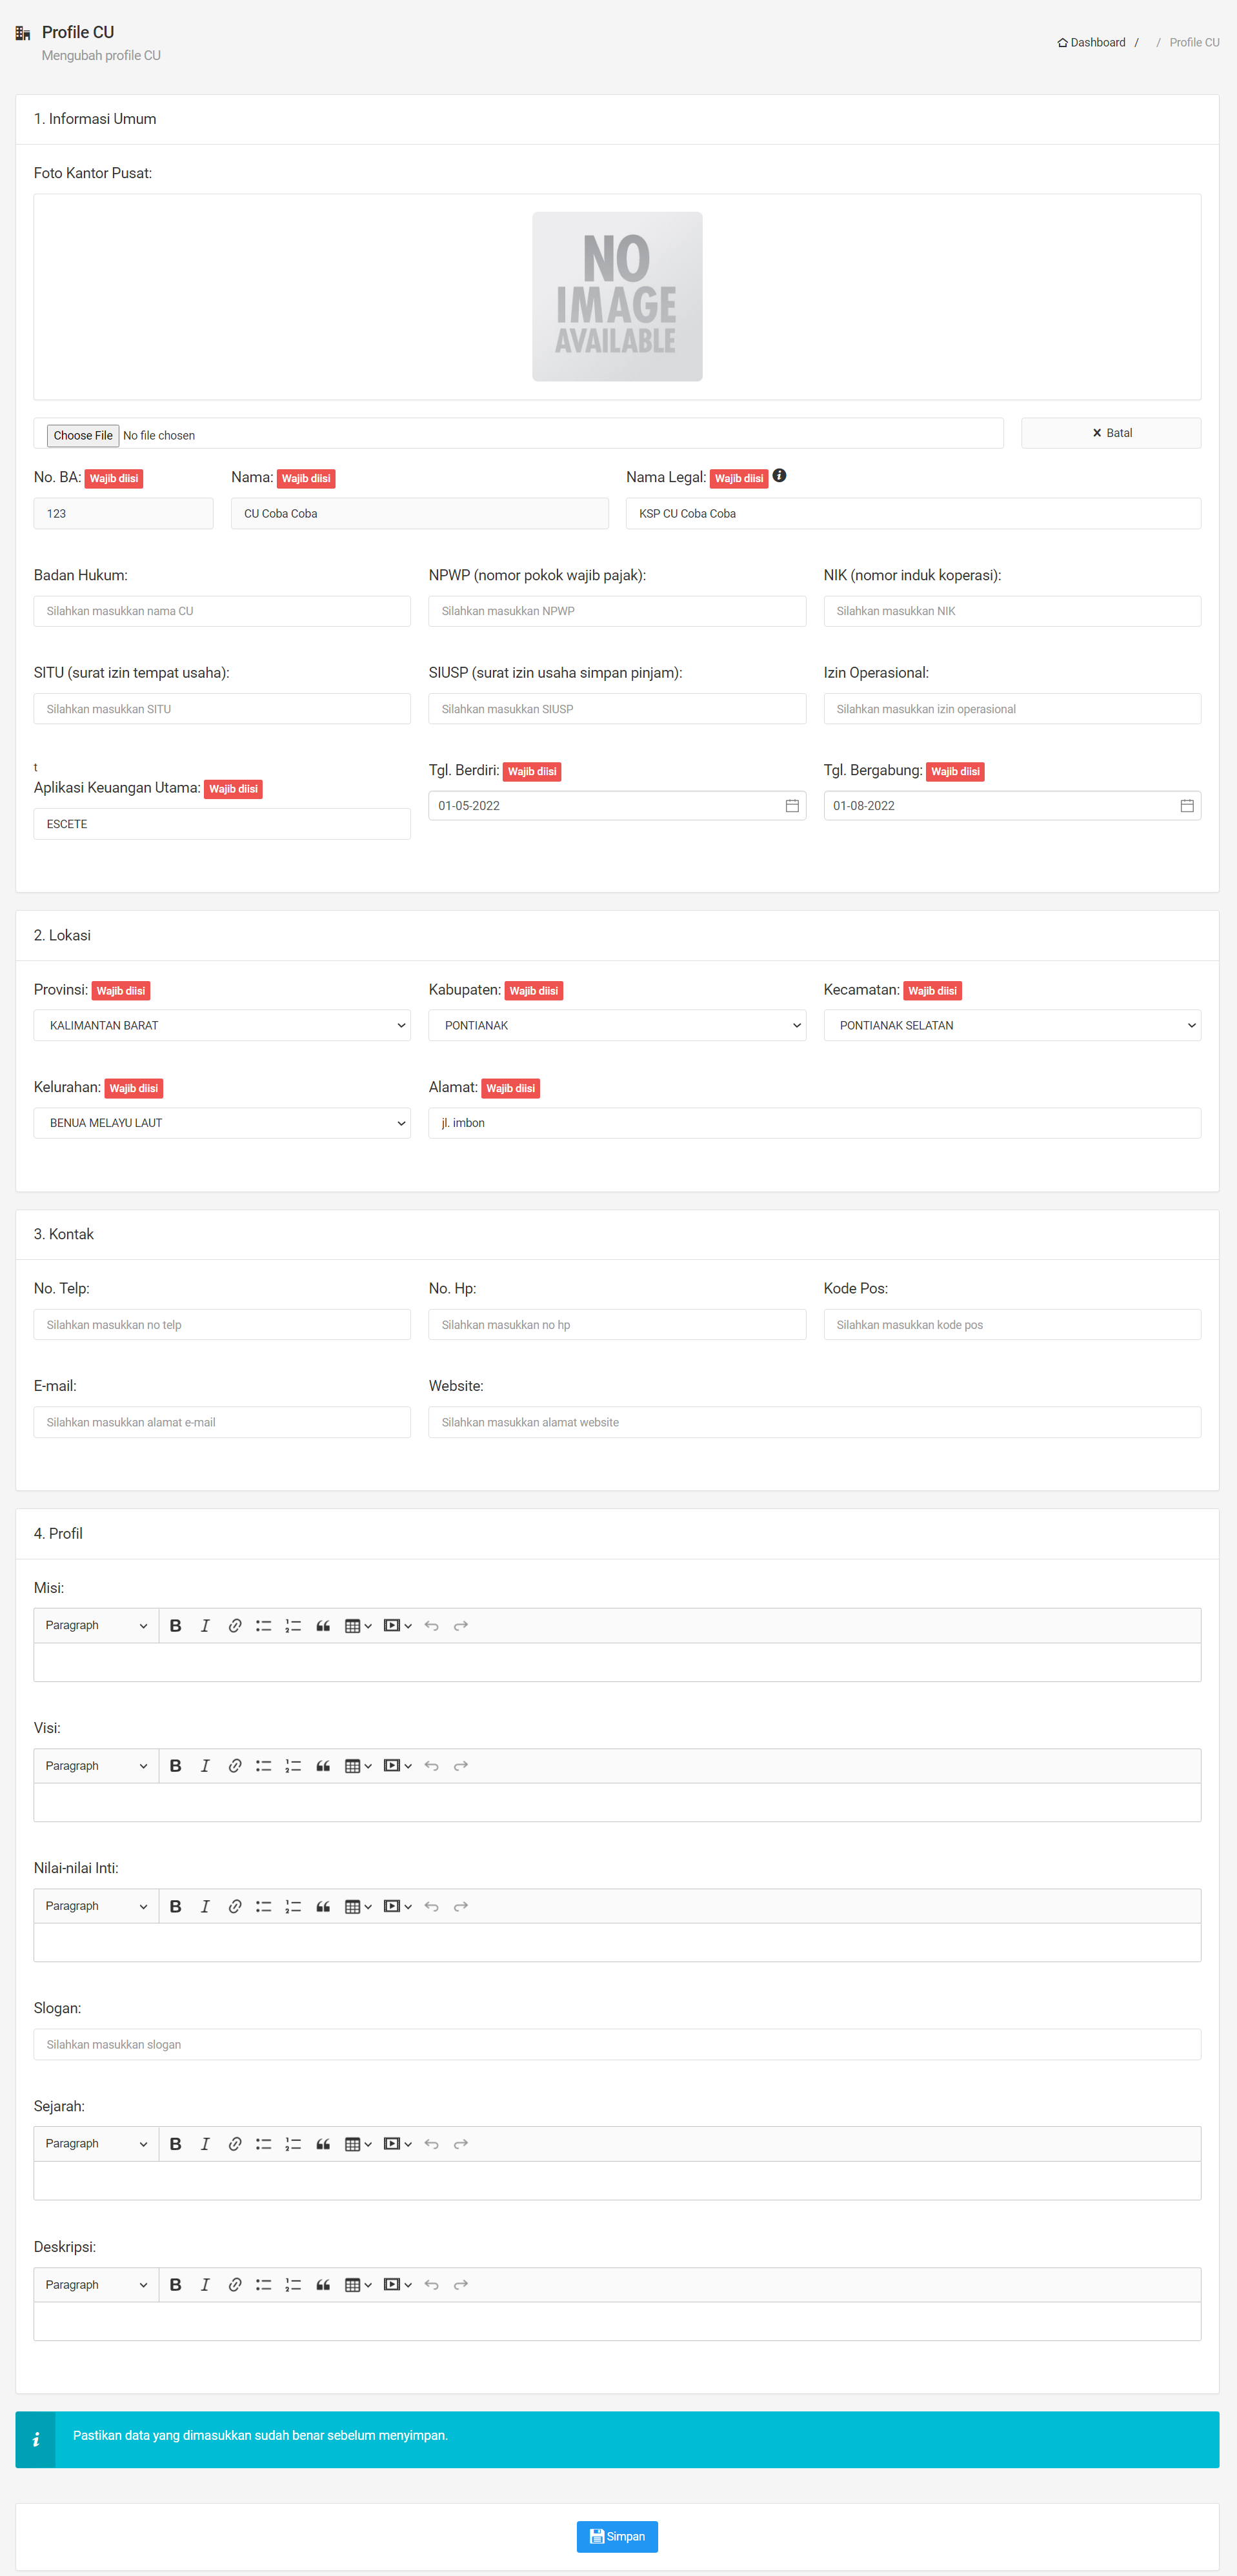 Profile CU
Mengubah profile CU
Dashboard / / Profile CU
1. Informasi Umum
Foto Kantor Pusat:
NO
IMAGE
AVAILABLE
Choose File No file chosen
Batal
No. BA: Wajib diisi
Nama: Wajib diisi
Nama Legal: Wajib diisi
123
CU Coba Coba
KSP CU Coba Coba
Badan Hukum:
NPWP (nomor pokok wajib pajak):
NIK (nomor induk koperasi):
Silahkan masukkan nama CU
Silahkan masukkan NPWP
Silahkan masukkan NIK
SITU (surat izin tempat usaha):
SIUSP (surat izin usaha simpan pinjam):
Izin Operasional:
Silahkan masukkan SITU
Silahkan masukkan SIUSP
Silahkan masukkan izin operasional
t
Aplikasi Keuangan Utama: Wajib diisi
Tgl. Berdiri: Wajib diisi
Tgl. Bergabung: Wajib diisi
ESCETE
01-05-2022
01-08-2022
2. Lokasi
Provinsi: Wajib diisi
Kabupaten: Wajib diisi
Kecamatan: Wajib diisi
KALIMANTAN BARAT
PONTIANAK
PONTIANAK SELATAN
Kelurahan: Wajib diisi
Alamat: Wajib diisi
BENUA MELAYU LAUT
jl. imbon
3. Kontak
No. Telp:
No. Hp:
Kode Pos:
Silahkan masukkan no telp
Silahkan masukkan no hp
Silahkan masukkan kode pos
E-mail:
Website:
Silahkan masukkan alamat e-mail
Silahkan masukkan alamat website
4. Profil
Misi:
Paragraph
Visi:
Paragraph
Nilai-nilai Inti:
Paragraph
Slogan:
Silahkan masukkan slogan
Sejarah:
Paragraph
Deskripsi:
Paragraph
Pastikan data yang dimasukkan sudah benar sebelum menyimpan.
Simpan